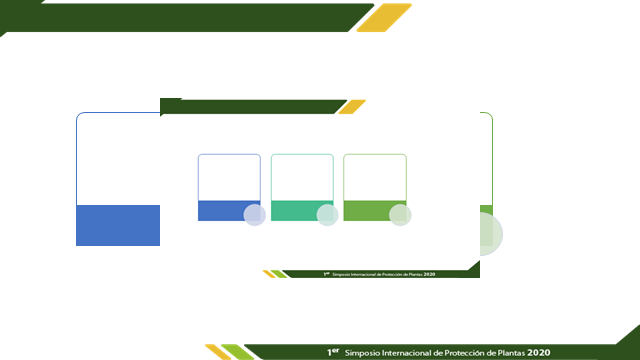 1er Simposio Internacional de Protección de Plantas 2020
1er Simposio Internacional de Protección de Plantas 2020